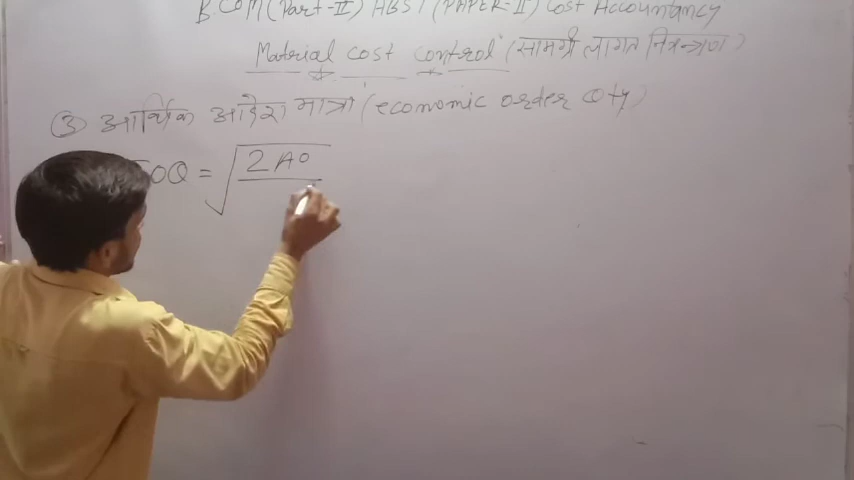 B.COM (Part-II) ABST (PAPER-II) Cost Accountancy
Material cost control (सामग्री लागत नियन्त्रण)
③ आर्थिक आदेश मात्रा (economic order Qty)
EOQ = √2AO